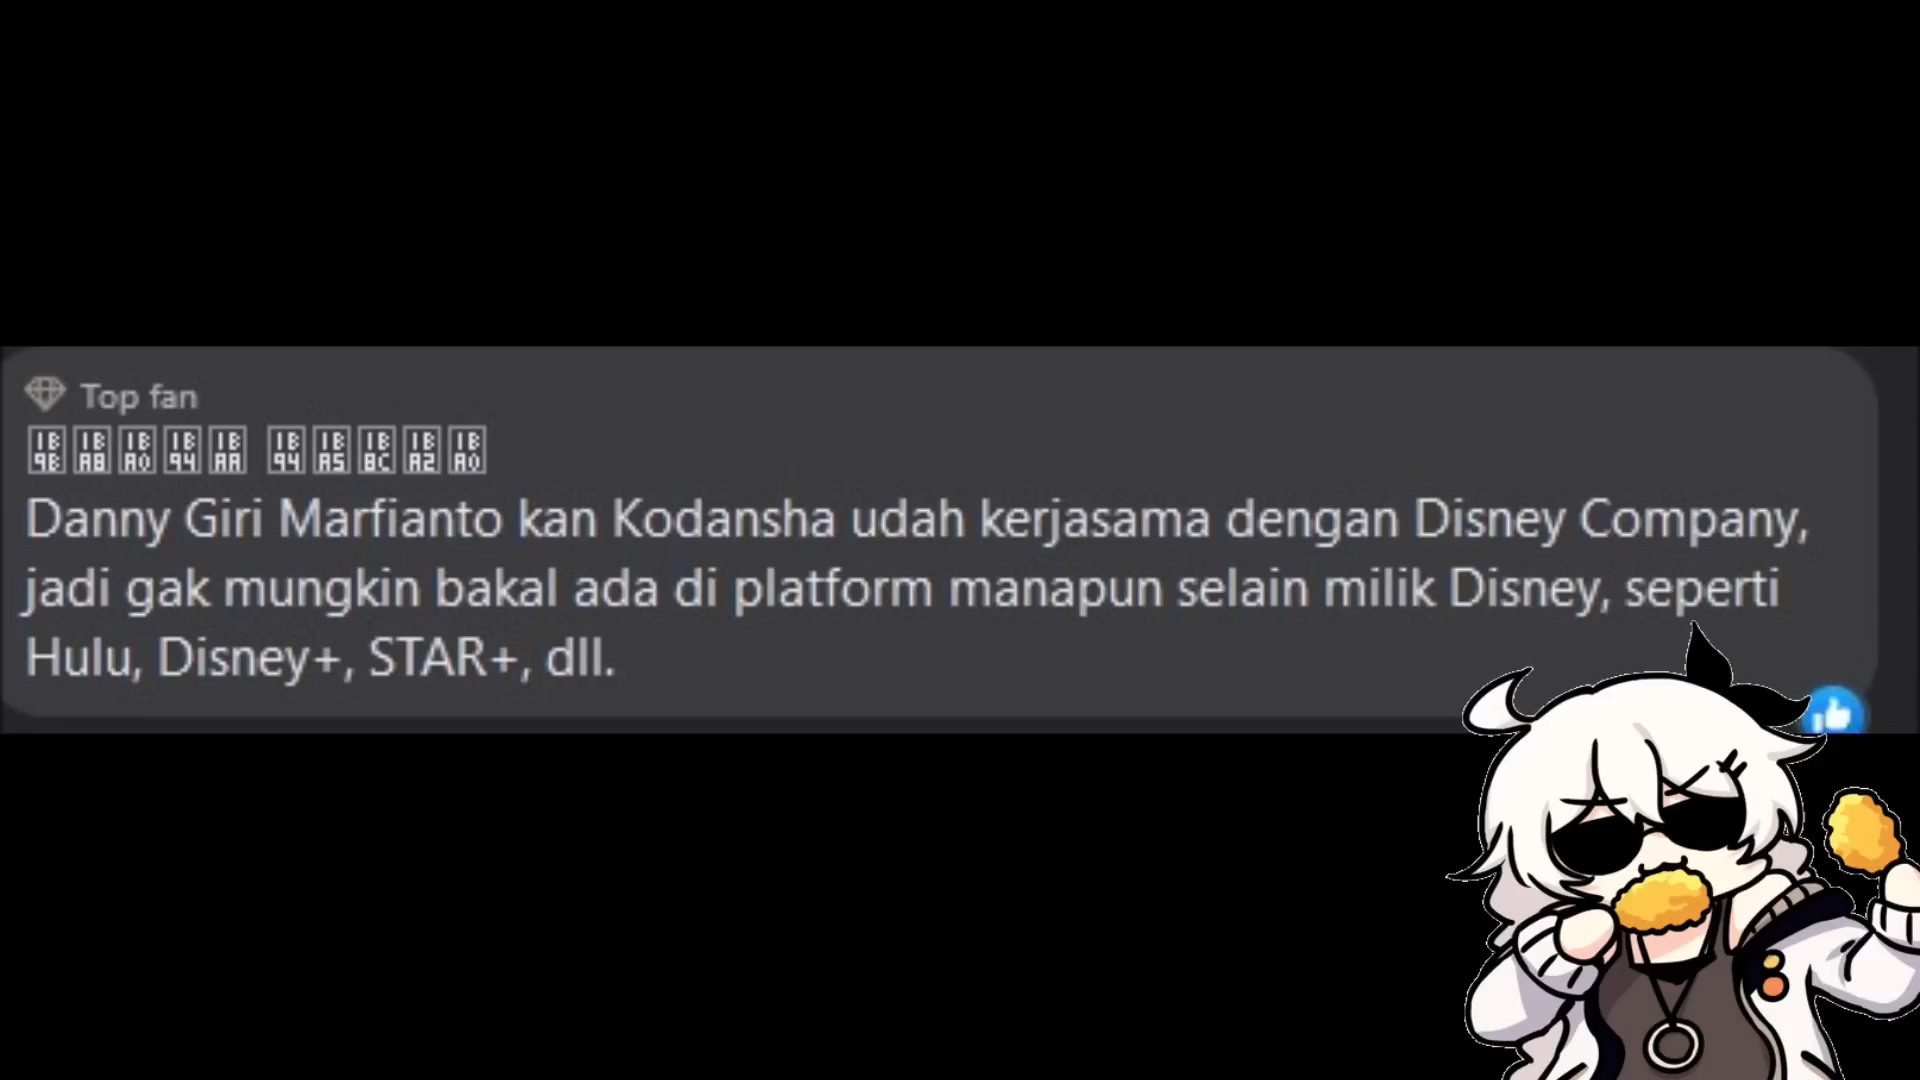 Top fan
Danny Giri Marfianto kan Kodansha udah kerjasama dengan Disney Company,
jadi gak mungkin bakal ada di platform manapun selain milik Disney, seperti
Hulu, Disney+, STAR+, dll.